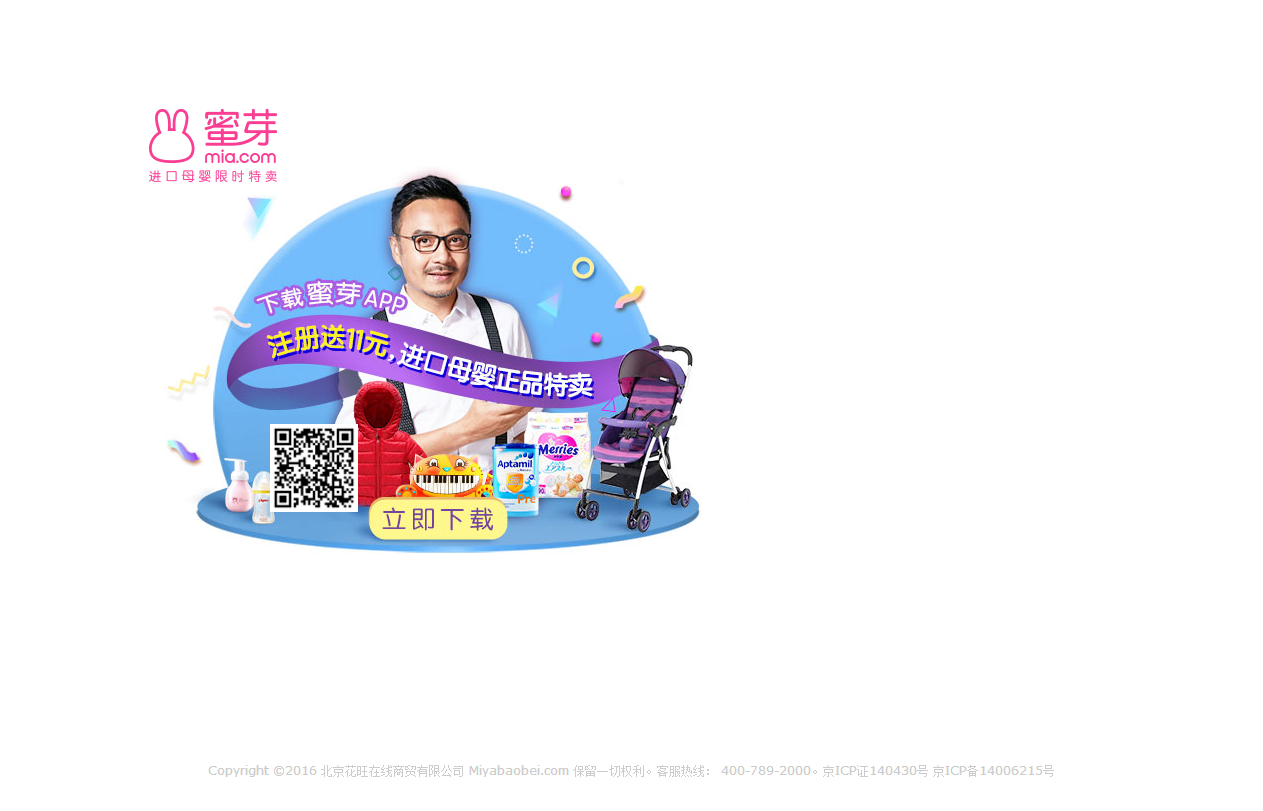 蜜芽
mia.com
进口母婴限时特卖
下载蜜芽APP
注册送11元,进口母婴正品特卖
Merries
Aptamil
Pre
立即下载
Copyright ©2016 北京花旺在线商贸有限公司 Miyabaobei.com 保留一切权利。客服热线： 400-789-2000。京ICP证140430号 京ICP备14006215号